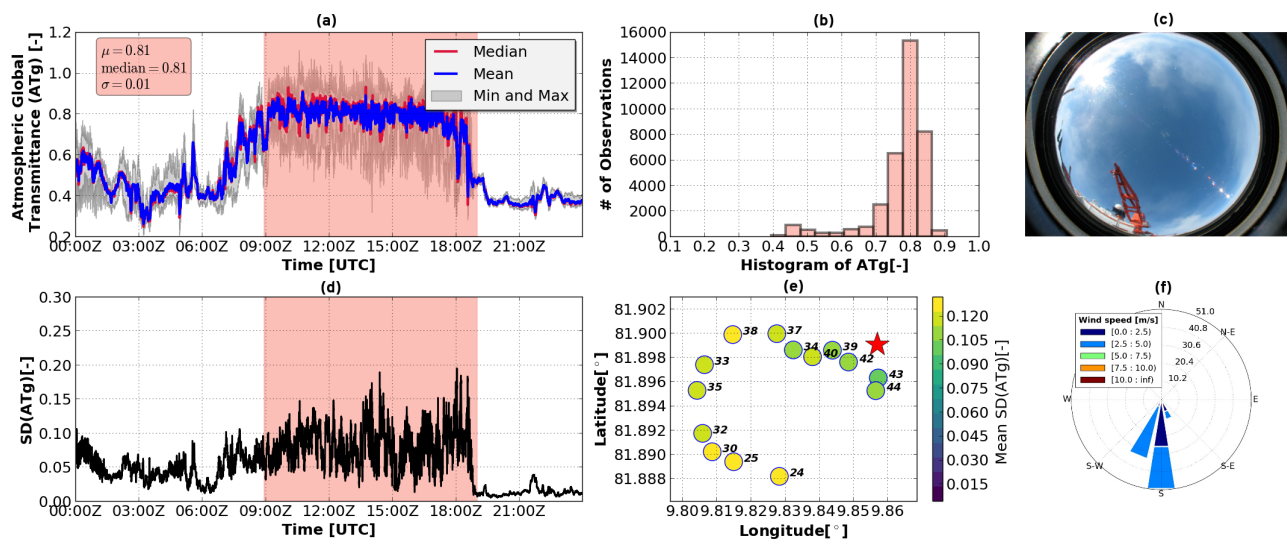 (a)
Atmospheric Global
Transmittance (ATg) [-]
1.2
1.0
0.8
0.6
0.4
0.2
μ = 0.81
median = 0.81
σ = 0.01
Median
Mean
Min and Max
00:00Z 03:00Z 06:00Z 09:00Z 12:00Z 15:00Z 18:00Z 21:00Z
Time [UTC]
(b)
# of Observations
16000
14000
12000
10000
8000
6000
4000
2000
0
0.1 0.2 0.3 0.4 0.5 0.6 0.7 0.8 0.9 1.0
Histogram of ATg[-]
(c)
(d)
SD(ATg)[-]
0.30
0.25
0.20
0.15
0.10
0.05
0.00
00:00Z 03:00Z 06:00Z 09:00Z 12:00Z 15:00Z 18:00Z 21:00Z
Time [UTC]
(e)
Latitude[°]
81.902
81.900
81.898
81.896
81.894
81.892
81.890
81.888
38
37
34
40
39
42
33
43
35
44
32
30
25
24
9.80 9.81 9.82 9.83 9.84 9.85 9.86
Longitude[°]
0.120
0.105
0.090
0.075
0.060
0.045
0.030
0.015
Mean SD(ATg)[-]
(f)
N
N-E
E
S-E
S
S-W
W
51.0
40.8
30.6
20.4
10.2
Wind speed [m/s]
[0.0 : 2.5)
[2.5 : 5.0)
[5.0 : 7.5)
[7.5 : 10.0)
[10.0 : inf)